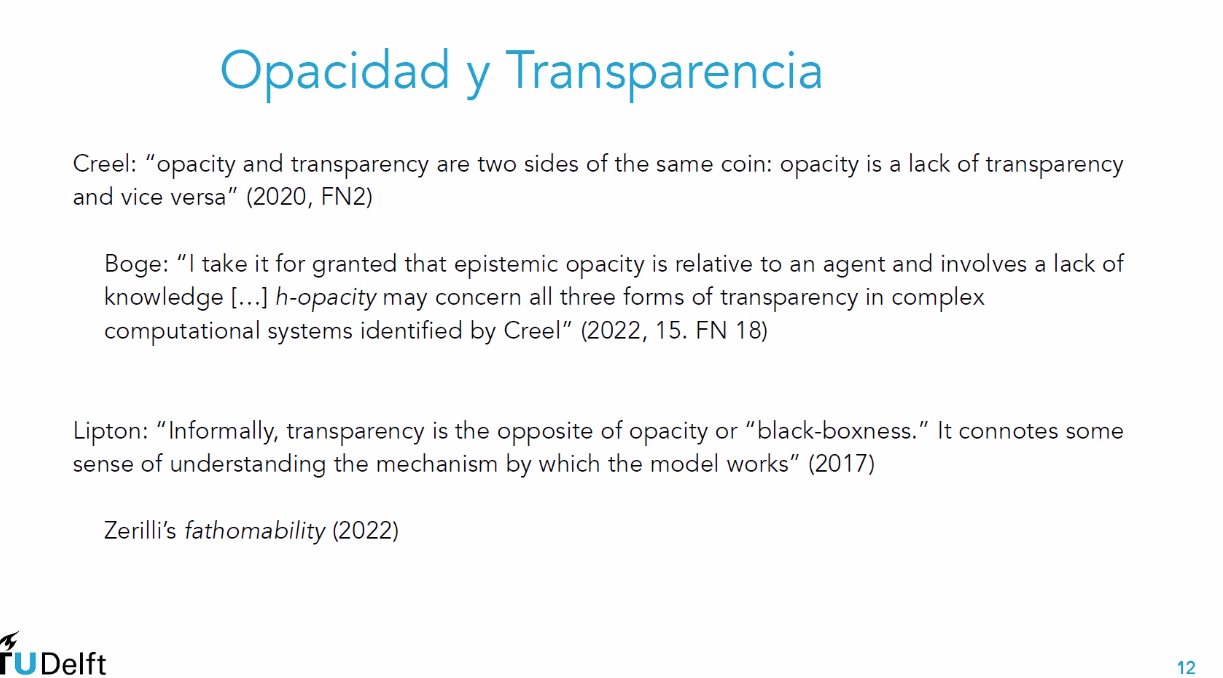 Opacidad y Transparencia
Creel: “opacity and transparency are two sides of the same coin: opacity is a lack of transparency
and vice versa” (2020, FN2)
Boge: “I take it for granted that epistemic opacity is relative to an agent and involves a lack of
knowledge […] h-opacity may concern all three forms of transparency in complex
computational systems identified by Creel” (2022, 15. FN 18)
Lipton: “Informally, transparency is the opposite of opacity or “black-boxness.” It connotes some
sense of understanding the mechanism by which the model works” (2017)
Zerilli’s fathomability (2022)
TU Delft
12